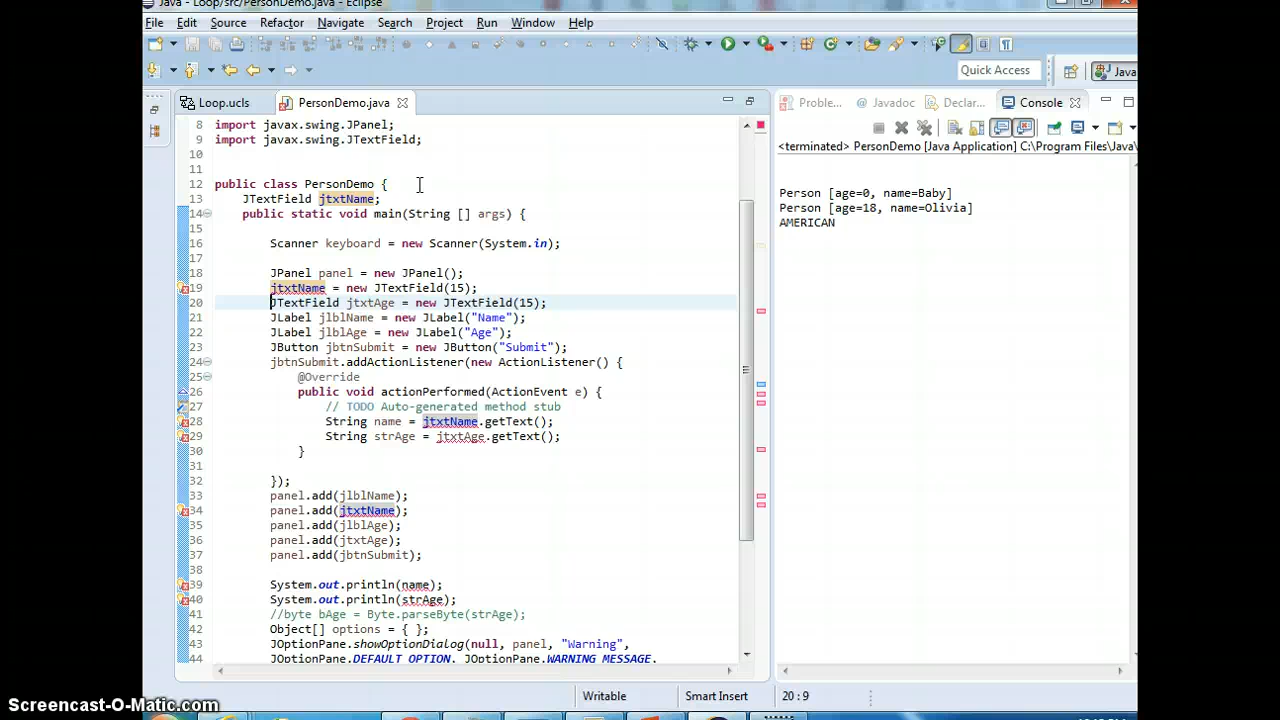 Java - Loop/src/PersonDemo.java - Eclipse
File Edit Source Refactor Navigate Search Project Run Window Help
Quick Access
Java
Loop.ucls PersonDemo.java Proble... Javadoc Declar... Console
<terminated> PersonDemo [Java Application] C:\Program Files\Java\
8 import javax.swing.JPanel;
9 import javax.swing.JTextField;
10
11
12 public class PersonDemo {
13 JTextField jtxtName;
14 public static void main(String [] args) {
15
16 Scanner keyboard = new Scanner(System.in);
17
18 JPanel panel = new JPanel();
19 jtxtName = new JTextField(15);
20 JTextField jtxtAge = new JTextField(15);
21 JLabel jlblName = new JLabel("Name");
22 JLabel jlblAge = new JLabel("Age");
23 JButton jbtnSubmit = new JButton("Submit");
24 jbtnSubmit.addActionListener(new ActionListener() {
25 @Override
26 public void actionPerformed(ActionEvent e) {
27 // TODO Auto-generated method stub
28 String name = jtxtName.getText();
29 String strAge = jtxtAge.getText();
30 }
31
32 });
33 panel.add(jlblName);
34 panel.add(jtxtName);
35 panel.add(jlblAge);
36 panel.add(jtxtAge);
37 panel.add(jbtnSubmit);
38
39 System.out.println(name);
40 System.out.println(strAge);
41 //byte bAge = Byte.parseByte(strAge);
42 Object[] options = { };
43 JOptionPane.showOptionDialog(null, panel, "Warning",
44 JOptionPane.DEFAULT_OPTION, JOptionPane.WARNING_MESSAGE,
Person [age=0, name=Baby]
Person [age=18, name=Olivia]
AMERICAN
Writable Smart Insert 20 : 9
Screencast-O-Matic.com